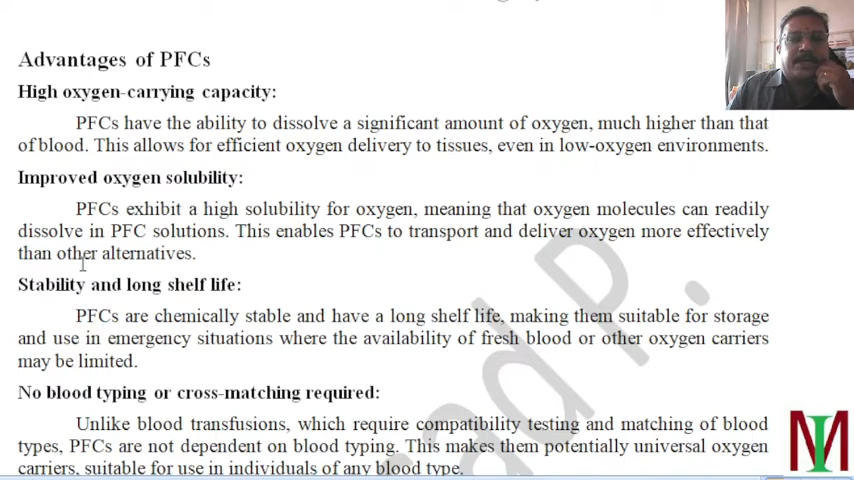 Advantages of PFCs
High oxygen-carrying capacity:
PFCs have the ability to dissolve a significant amount of oxygen, much higher than that
of blood. This allows for efficient oxygen delivery to tissues, even in low-oxygen environments.
Improved oxygen solubility:
PFCs exhibit a high solubility for oxygen, meaning that oxygen molecules can readily
dissolve in PFC solutions. This enables PFCs to transport and deliver oxygen more effectively
than other alternatives.
Stability and long shelf life:
PFCs are chemically stable and have a long shelf life, making them suitable for storage
and use in emergency situations where the availability of fresh blood or other oxygen carriers
may be limited.
No blood typing or cross-matching required:
Unlike blood transfusions, which require compatibility testing and matching of blood
types, PFCs are not dependent on blood typing. This makes them potentially universal oxygen
carriers, suitable for use in individuals of any blood type.